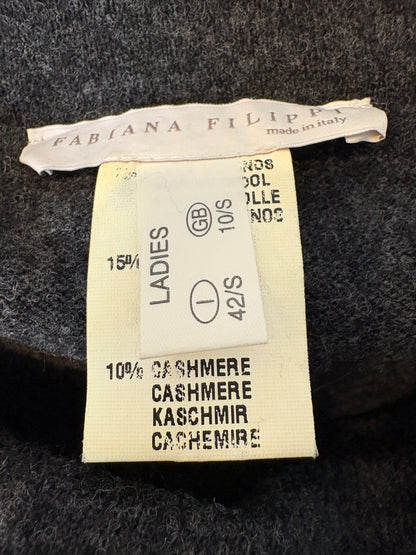 FABIANA FILIPPI
made in italy
NOS
OOL
OLLE
NOS
15%
LADIES
GB 10/S
I 42/S
10% CASHMERE
CASHMERE
KASCHMIR
CACHEMIRE